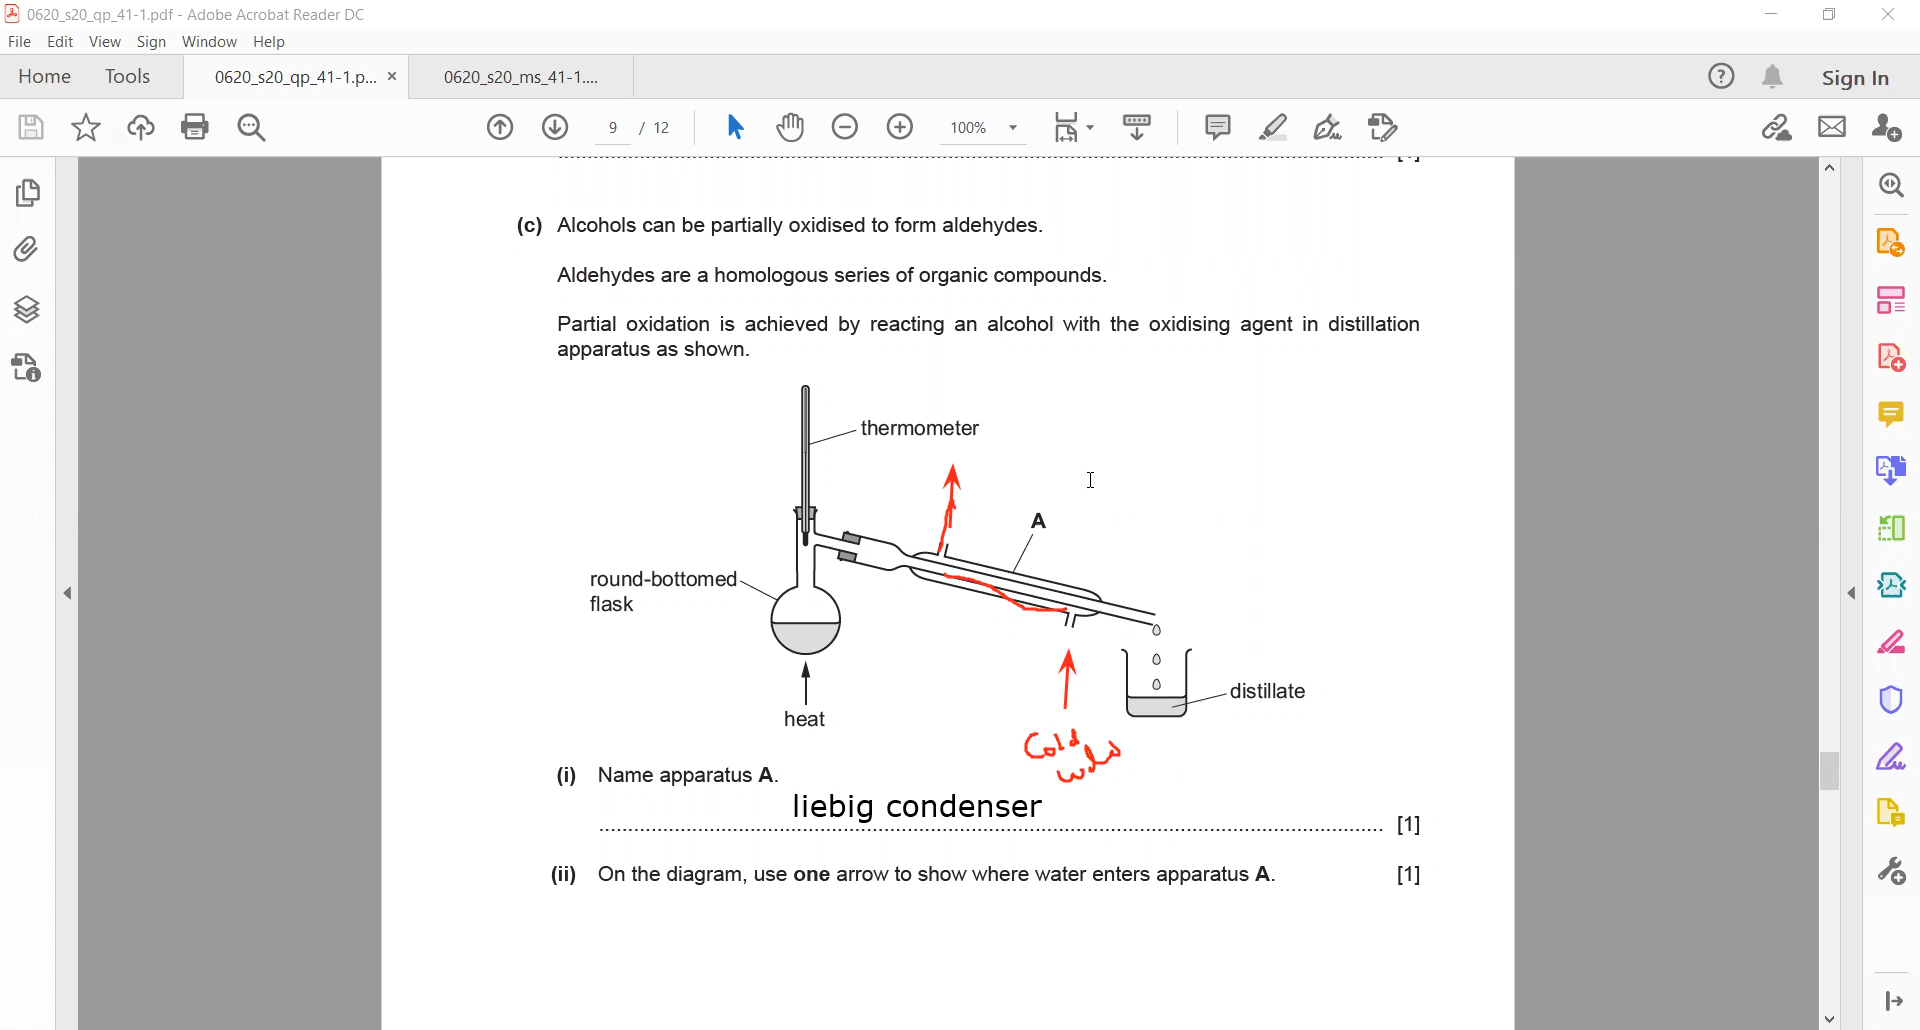 0620_s20_qp_41-1.pdf - Adobe Acrobat Reader DC
File Edit View Sign Window Help
Home Tools 0620_s20_qp_41-1.p... × 0620_s20_ms_41-1.... Sign In
9 / 12 100%
(c) Alcohols can be partially oxidised to form aldehydes.
Aldehydes are a homologous series of organic compounds.
Partial oxidation is achieved by reacting an alcohol with the oxidising agent in distillation
apparatus as shown.
thermometer
A
round-bottomed
flask
distillate
heat
Cold
(i) Name apparatus A.
liebig condenser
[1]
(ii) On the diagram, use one arrow to show where water enters apparatus A. [1]